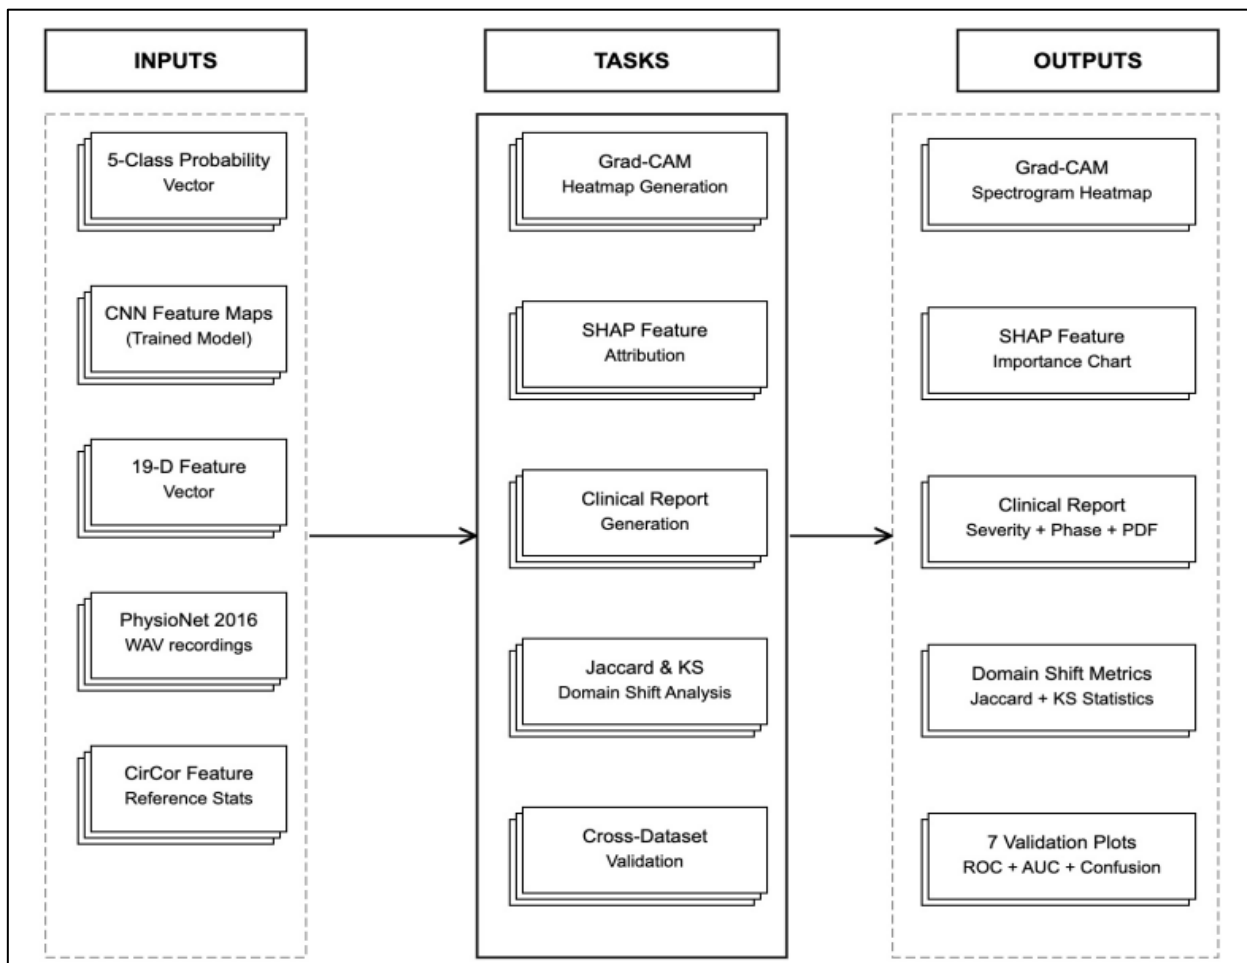 INPUTS
5-Class Probability
Vector
CNN Feature Maps
(Trained Model)
19-D Feature
Vector
PhysioNet 2016
WAV recordings
CirCor Feature
Reference Stats
TASKS
Grad-CAM
Heatmap Generation
SHAP Feature
Attribution
Clinical Report
Generation
Jaccard & KS
Domain Shift Analysis
Cross-Dataset
Validation
OUTPUTS
Grad-CAM
Spectrogram Heatmap
SHAP Feature
Importance Chart
Clinical Report
Severity + Phase + PDF
Domain Shift Metrics
Jaccard + KS Statistics
7 Validation Plots
ROC + AUC + Confusion